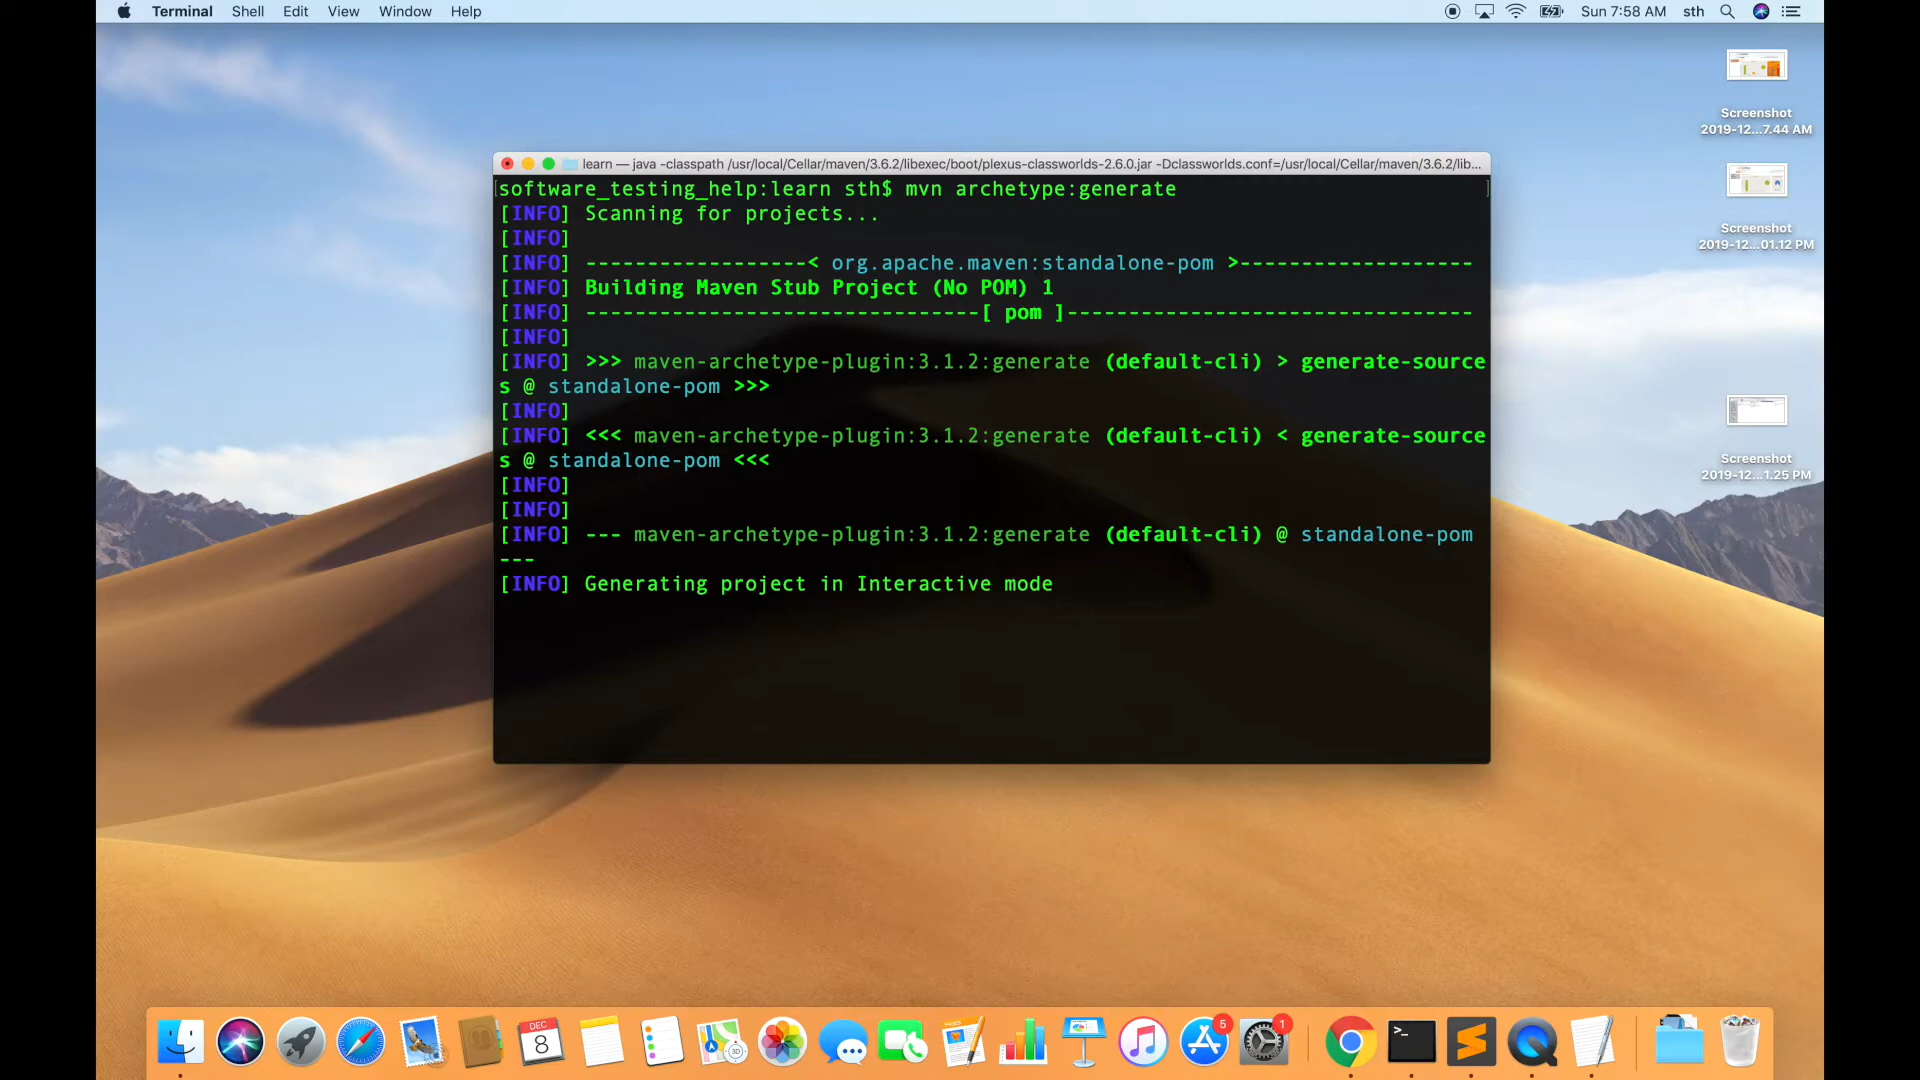 Terminal Shell Edit View Window Help Sun 7:58 AM sth
Screenshot
2019-12...7.44 AM
learn — java -classpath /usr/local/Cellar/maven/3.6.2/libexec/boot/plexus-classworlds-2.6.0.jar -Dclassworlds.conf=/usr/local/Cellar/maven/3.6.2/lib...
[software_testing_help:learn sth$ mvn archetype:generate ]
[INFO] Scanning for projects...
[INFO]
[INFO] ------------------< org.apache.maven:standalone-pom >-------------------
[INFO] Building Maven Stub Project (No POM) 1
[INFO] --------------------------------[ pom ]---------------------------------
[INFO]
[INFO] >>> maven-archetype-plugin:3.1.2:generate (default-cli) > generate-source
s @ standalone-pom >>>
[INFO]
[INFO] <<< maven-archetype-plugin:3.1.2:generate (default-cli) < generate-source
s @ standalone-pom <<<
[INFO]
[INFO]
[INFO] --- maven-archetype-plugin:3.1.2:generate (default-cli) @ standalone-pom
---
[INFO] Generating project in Interactive mode
Screenshot
2019-12...01.12 PM
Screenshot
2019-12...1.25 PM
DEC
8
3D
PAGES
5
1
>_